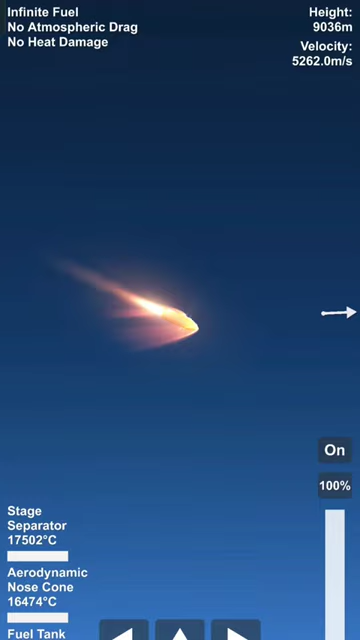 Infinite Fuel
No Atmospheric Drag
No Heat Damage
Height:
9036m
Velocity:
5262.0m/s
On
100%
Stage
Separator
17502°C
Aerodynamic
Nose Cone
16474°C
Fuel Tank